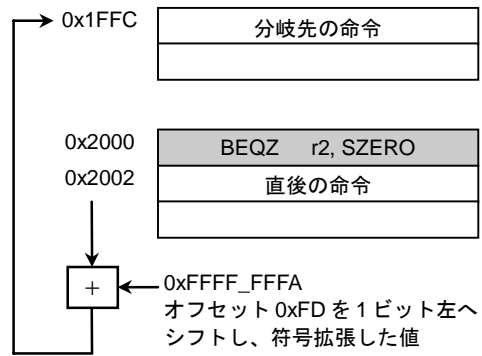 0x1FFC 分岐先の命令
0x2000 BEQZ r2, SZERO
0x2002 直後の命令
+ 0xFFFF_FFFA
オフセット 0xFD を 1 ビット左へ
シフトし、符号拡張した値